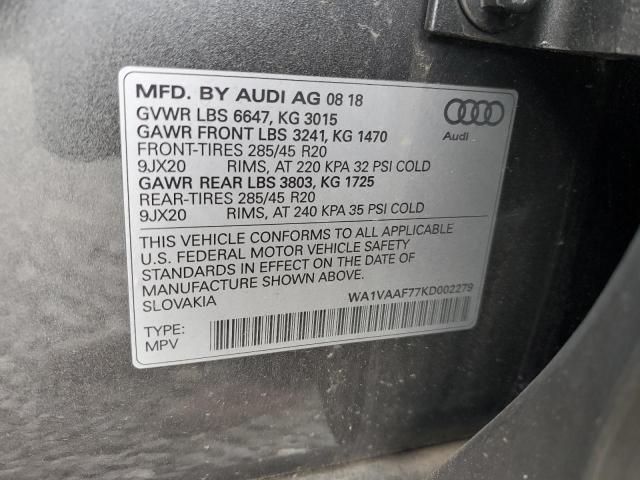 MFD. BY AUDI AG 08 18
GVWR LBS 6647, KG 3015
GAWR FRONT LBS 3241, KG 1470
FRONT-TIRES 285/45 R20
9JX20 RIMS, AT 220 KPA 32 PSI COLD
GAWR REAR LBS 3803, KG 1725
REAR-TIRES 285/45 R20
9JX20 RIMS, AT 240 KPA 35 PSI COLD
Audi
THIS VEHICLE CONFORMS TO ALL APPLICABLE
U.S. FEDERAL MOTOR VEHICLE SAFETY
STANDARDS IN EFFECT ON THE DATE OF
MANUFACTURE SHOWN ABOVE.
SLOVAKIA
WA1VAAF77KD002279
TYPE:
MPV